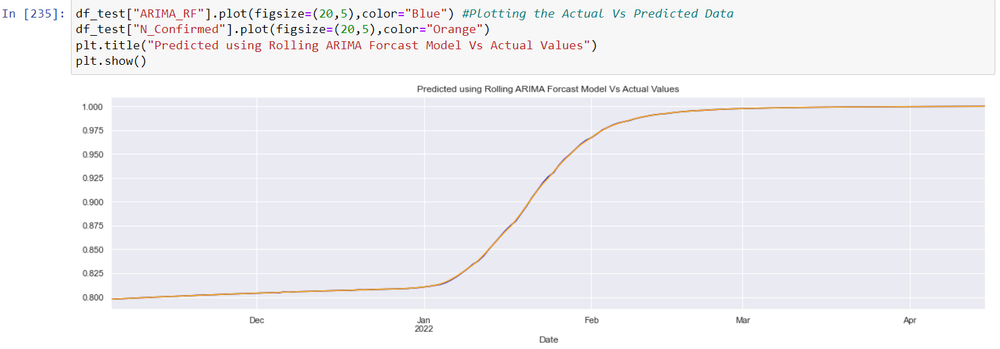 In [235]: df_test["ARIMA_RF"].plot(figsize=(20,5),color="Blue") #Plotting the Actual Vs Predicted Data
df_test["N_Confirmed"].plot(figsize=(20,5),color="Orange")
plt.title("Predicted using Rolling ARIMA Forcast Model Vs Actual Values")
plt.show()
Predicted using Rolling ARIMA Forcast Model Vs Actual Values
1.000
0.975
0.950
0.925
0.900
0.875
0.850
0.825
0.800
Dec Jan Feb Mar Apr
2022
Date